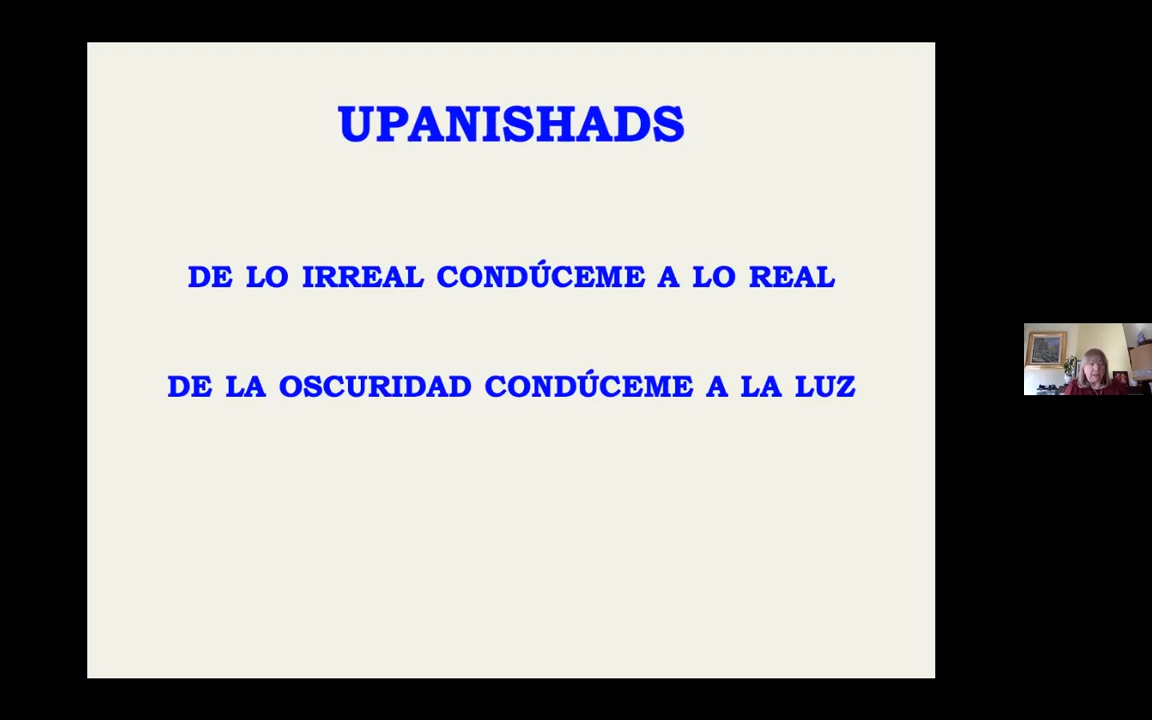 UPANISHADS
DE LO IRREAL CONDÚCEME A LO REAL
DE LA OSCURIDAD CONDÚCEME A LA LUZ